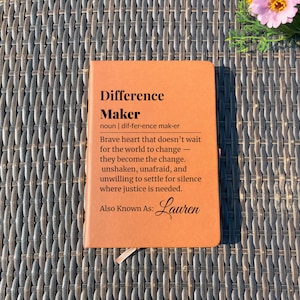 Difference
Maker
noun | dif·fer·ence mak·er
Brave heart that doesn't wait
for the world to change —
they become the change.
unshaken, unafraid, and
unwilling to settle for silence
where justice is needed.
Also Known As: Lauren